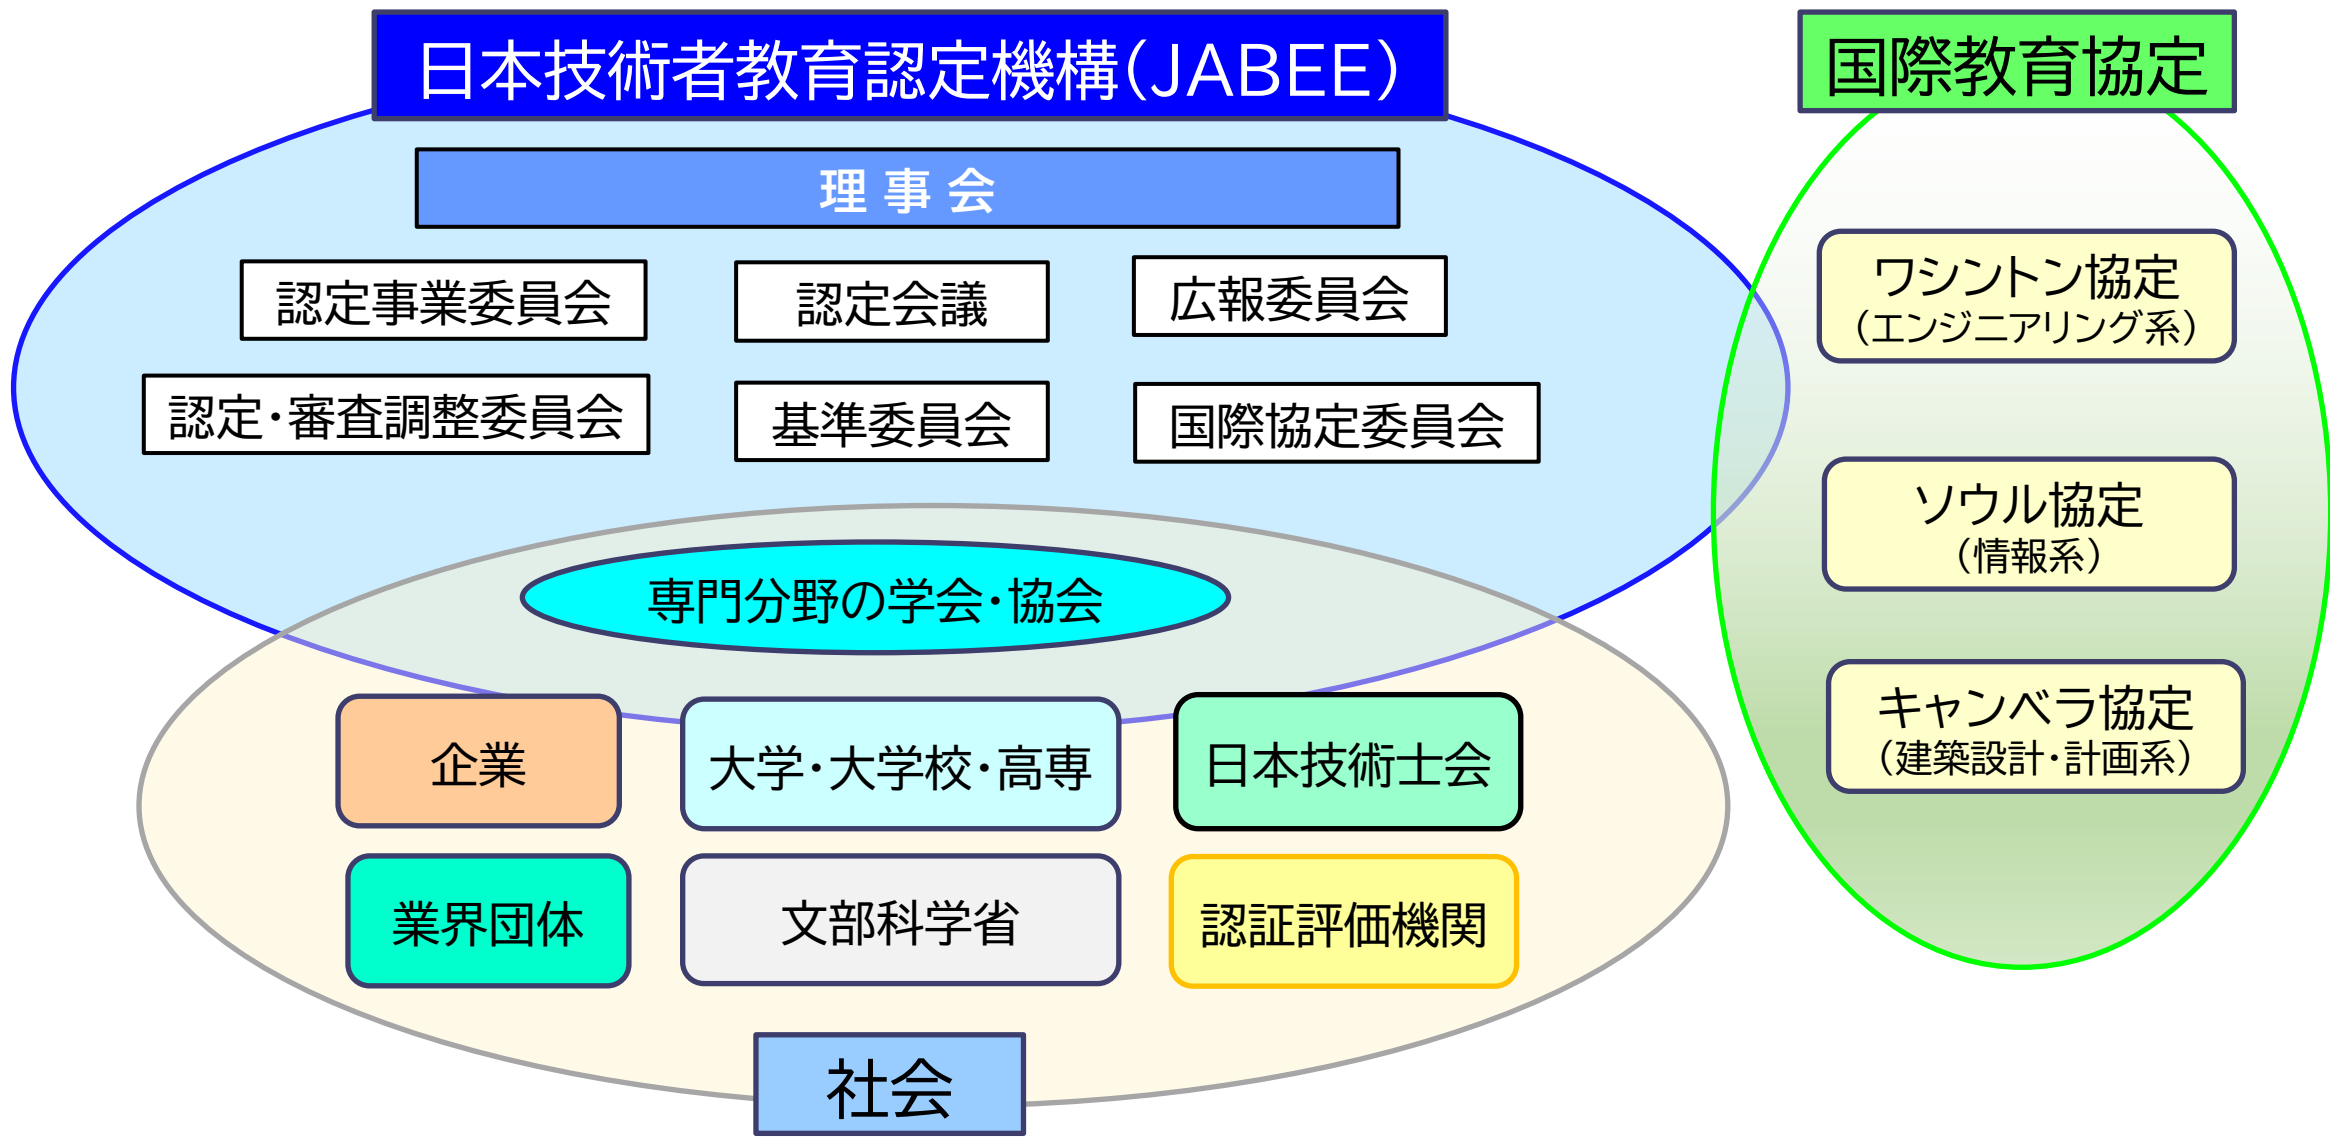 日本技術者教育認定機構（JABEE）
国際教育協定
理 事 会
認定事業委員会
認定会議
広報委員会
認定・審査調整委員会
基準委員会
国際協定委員会
専門分野の学会・協会
企業
大学・大学校・高専
日本技術士会
業界団体
文部科学省
認証評価機関
社会
ワシントン協定
（エンジニアリング系）
ソウル協定
（情報系）
キャンベラ協定
（建築設計・計画系）